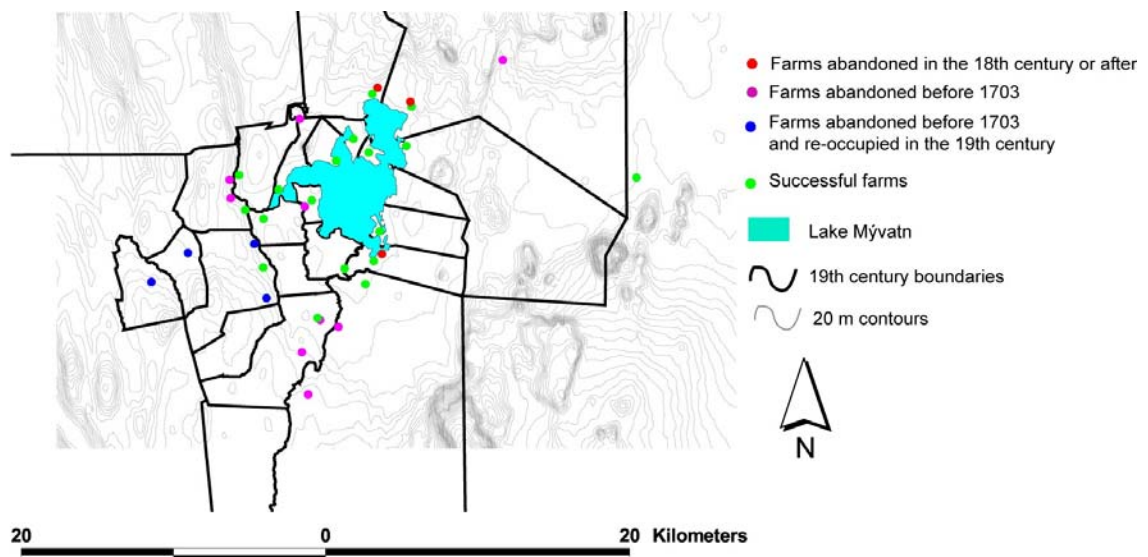 Farms abandoned in the 18th century or after
Farms abandoned before 1703
Farms abandoned before 1703
and re-occupied in the 19th century
Successful farms
Lake Mývatn
19th century boundaries
20 m contours
N
20 0 20 Kilometers